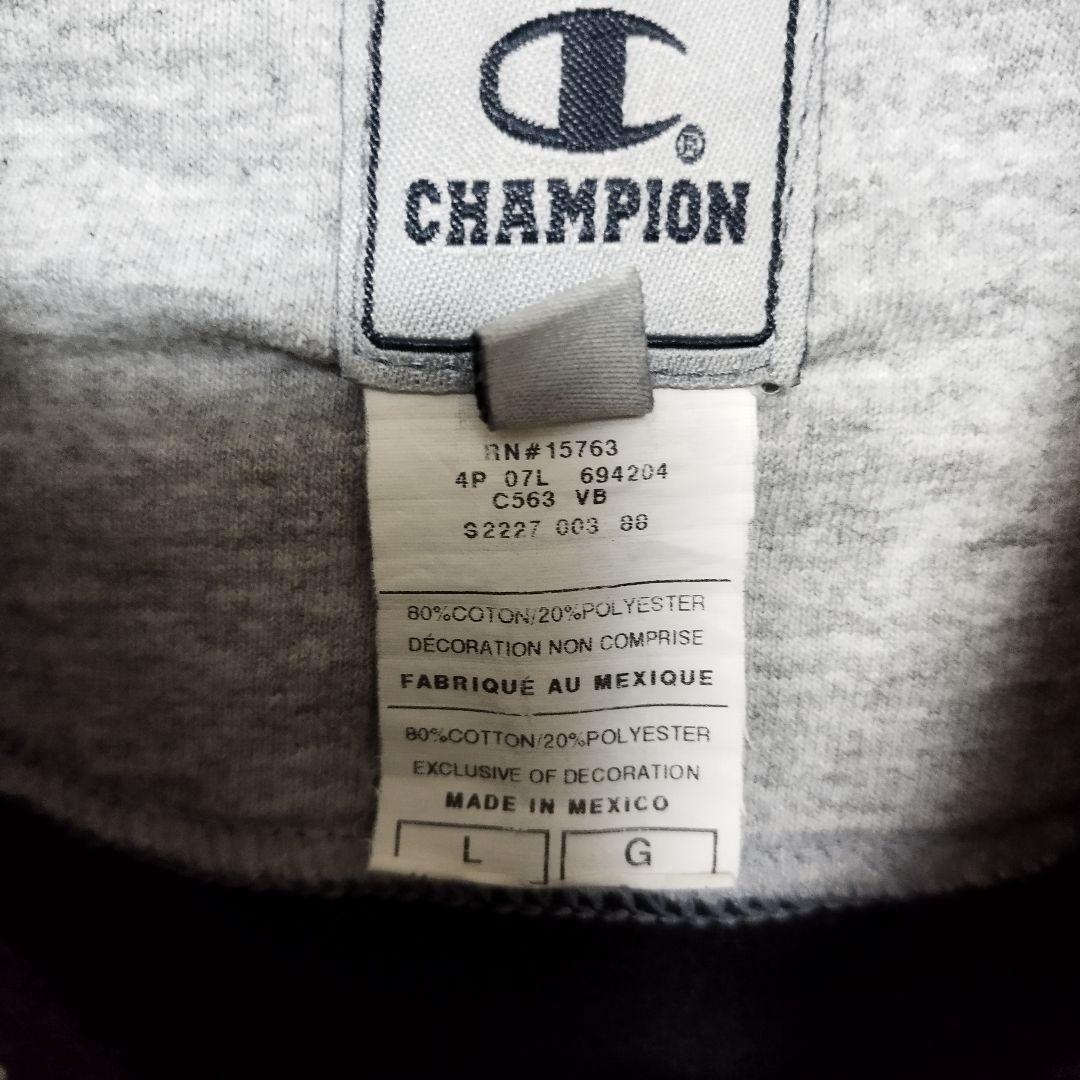 ®
CHAMPION
RN#15763
4P 07L 694204
C563 VB
S2227 003 88
80%COTON/20%POLYESTER
DÉCORATION NON COMPRISE
FABRIQUÉ AU MEXIQUE
80%COTTON/20%POLYESTER
EXCLUSIVE OF DECORATION
MADE IN MEXICO
L G